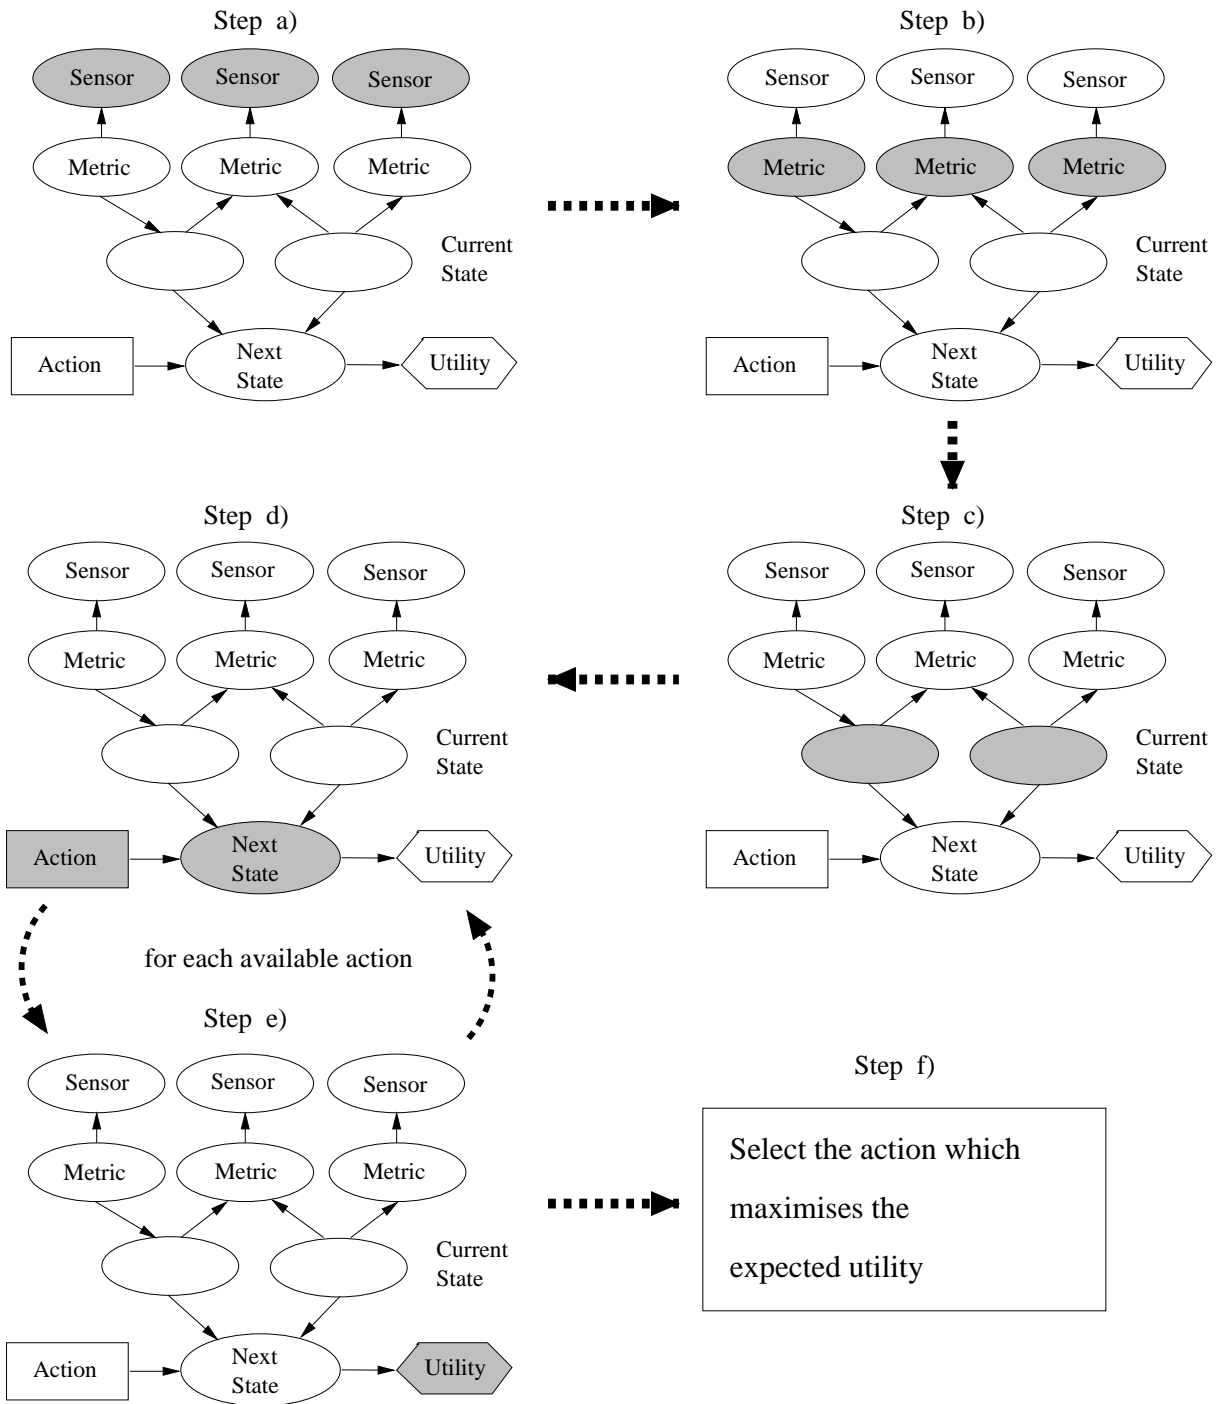 Step a)
Sensor Sensor Sensor
Metric Metric Metric
Current
State
Action
Next
State
Utility
Step b)
Sensor Sensor Sensor
Metric Metric Metric
Current
State
Action
Next
State
Utility
Step c)
Sensor Sensor Sensor
Metric Metric Metric
Current
State
Action
Next
State
Utility
Step d)
Sensor Sensor Sensor
Metric Metric Metric
Current
State
Action
Next
State
Utility
for each available action
Step e)
Sensor Sensor Sensor
Metric Metric Metric
Current
State
Action
Next
State
Utility
Step f)
Select the action which
maximises the
expected utility